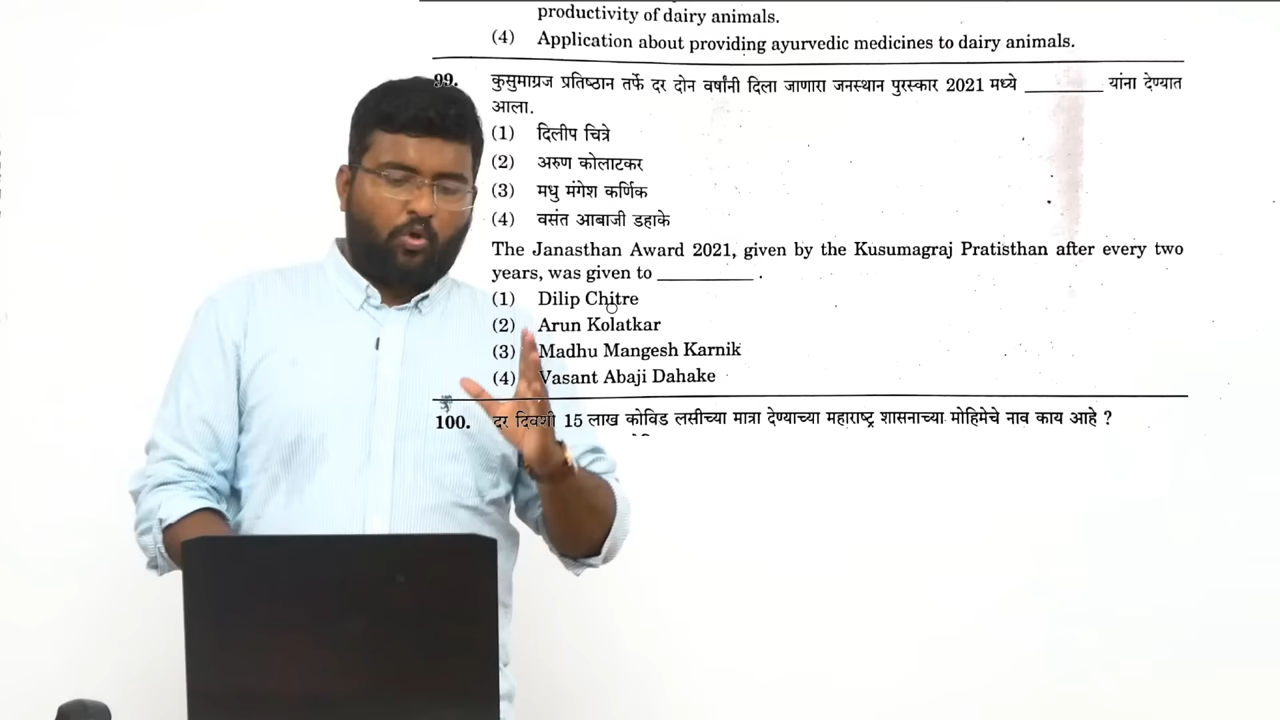 productivity of dairy animals.
(4) Application about providing ayurvedic medicines to dairy animals.
99. कुसुमाग्रज प्रतिष्ठान तर्फे दर दोन वर्षांनी दिला जाणारा जनस्थान पुरस्कार 2021 मध्ये ________ यांना देण्यात
आला.
(1) दिलीप चित्रे
(2) अरुण कोलाटकर
(3) मधु मंगेश कर्णिक
(4) वसंत आबाजी डहाके
The Janasthan Award 2021, given by the Kusumagraj Pratisthan after every two
years, was given to __________ .
(1) Dilip Chitre
(2) Arun Kolatkar
(3) Madhu Mangesh Karnik
(4) Vasant Abaji Dahake
100. दर दिवशी 15 लाख कोविड लसीच्या मात्रा देण्याच्या महाराष्ट्र शासनाच्या मोहिमेचे नाव काय आहे ?